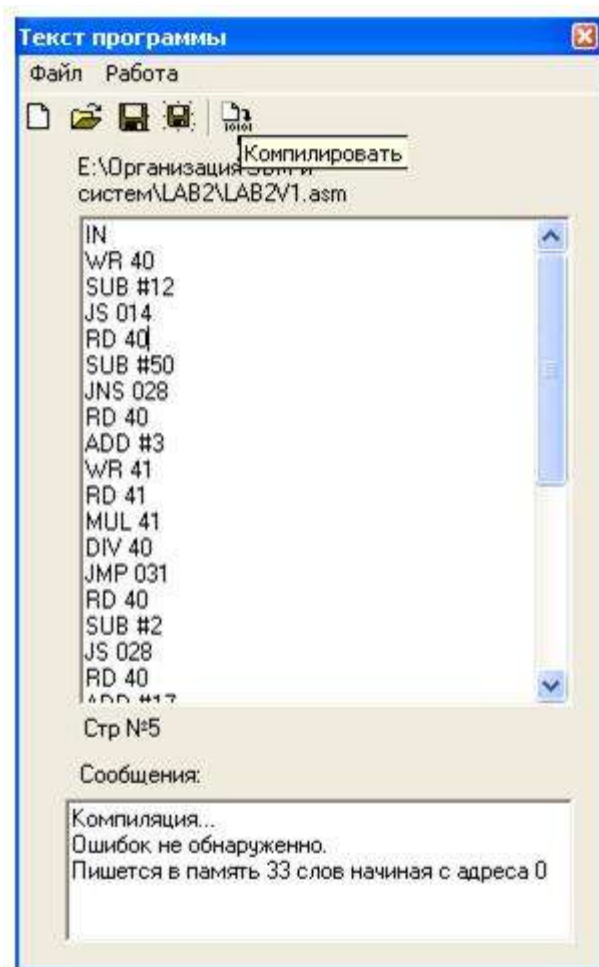 Текст программы
Файл Работа
Компилировать
E:\Организация ЭВМ и
систем\LAB2\LAB2V1.asm
IN
WR 40
SUB #12
JS 014
RD 40
SUB #50
JNS 028
RD 40
ADD #3
WR 41
RD 41
MUL 41
DIV 40
JMP 031
RD 40
SUB #2
JS 028
RD 40
ADD #17
Стр №5
Сообщения:
Компиляция...
Ошибок не обнаруженно.
Пишется в память 33 слов начиная с адреса 0